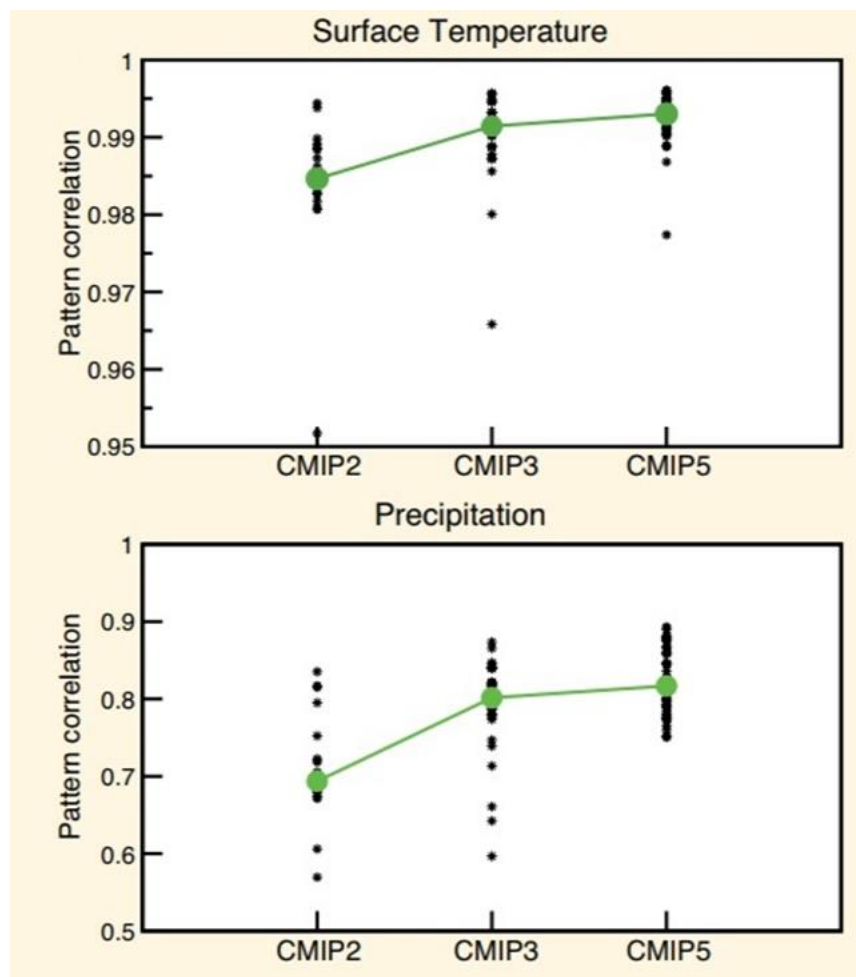 Surface Temperature
1
0.99
0.98
0.97
0.96
0.95
Pattern correlation
CMIP2 CMIP3 CMIP5
Precipitation
1
0.9
0.8
0.7
0.6
0.5
Pattern correlation
CMIP2 CMIP3 CMIP5